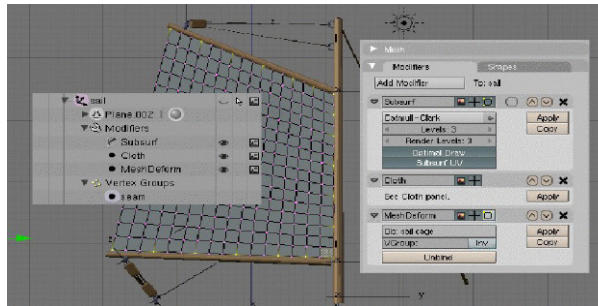 sail
Plane.002
Modifiers
Subsurf
Cloth
MeshDeform
Vertex Groups
seam
Mesh
Modifiers
Shapes
Add Modifier
To: sail
Subsurf
Catmull-Clark
Levels: 3
Render Levels: 3
Optimal Draw
Subsurf UV
Apply
Copy
Cloth
See Cloth panel.
Apply
Copy
MeshDeform
Ob: sail cage
VGroup:
Inv
Unbind
Apply
Copy
Y